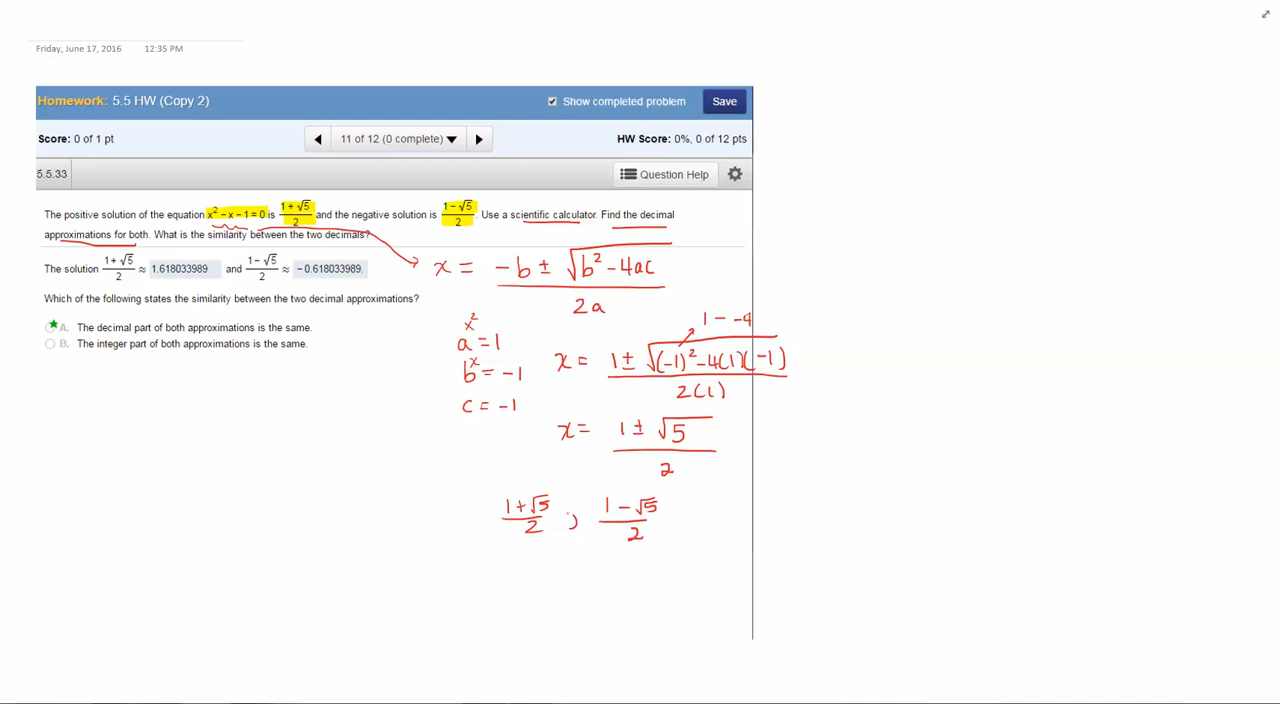 Friday, June 17, 2016 12:35 PM
Homework: 5.5 HW (Copy 2) Show completed problem Save
Score: 0 of 1 pt 11 of 12 (0 complete) HW Score: 0%, 0 of 12 pts
5.5.33 Question Help
The positive solution of the equation x² − x − 1 = 0 is (1 + √5)/2 and the negative solution is (1 − √5)/2. Use a scientific calculator. Find the decimal
approximations for both. What is the similarity between the two decimals?
The solution (1 + √5)/2 ≈ 1.618033989 and (1 − √5)/2 ≈ −0.618033989.
Which of the following states the similarity between the two decimal approximations?
A. The decimal part of both approximations is the same.
B. The integer part of both approximations is the same.
x = (−b ± √(b² − 4ac))/2a
x²
a = 1
x
b = −1
c = −1
1 − −4
x = (1 ± √((−1)² − 4(1)(−1)))/2(1)
x = (1 ± √5)/2
(1 + √5)/2 ; (1 − √5)/2